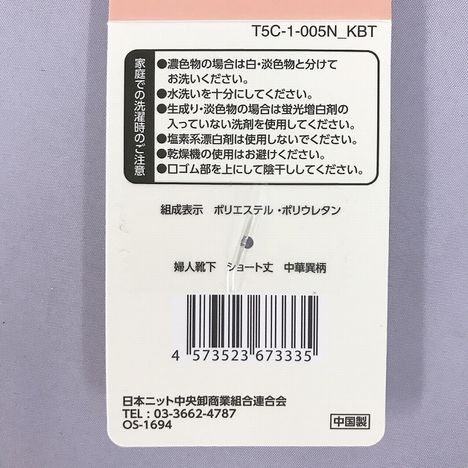 T5C-1-005N_KBT
家庭での洗濯時のご注意
●濃色物の場合は白・淡色物と分けて
お洗いください。
●水洗いを十分にしてください。
●生成り・淡色物の場合は蛍光増白剤の
入っていない洗剤を使用してください。
●塩素系漂白剤は使用しないでください。
●乾燥機の使用はお避けください。
●口ゴム部を上にして陰干ししてください。
組成表示 ポリエステル・ポリウレタン
婦人靴下 ショート丈 中華異柄
4 573523 673335
日本ニット中央卸商業組合連合会
TEL : 03-3662-4787
OS-1694
中国製